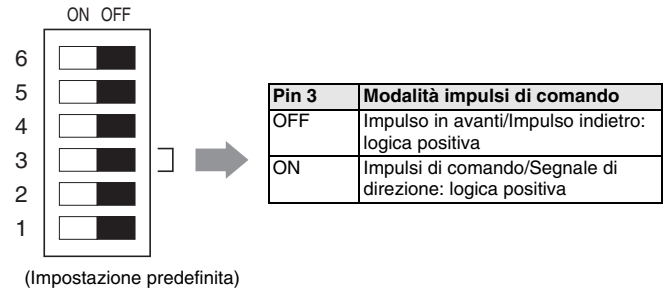 ON OFF
6
5
4
3
2
1
(Impostazione predefinita)
Pin 3 Modalità impulsi di comando
OFF Impulso in avanti/Impulso indietro:
logica positiva
ON Impulsi di comando/Segnale di
direzione: logica positiva